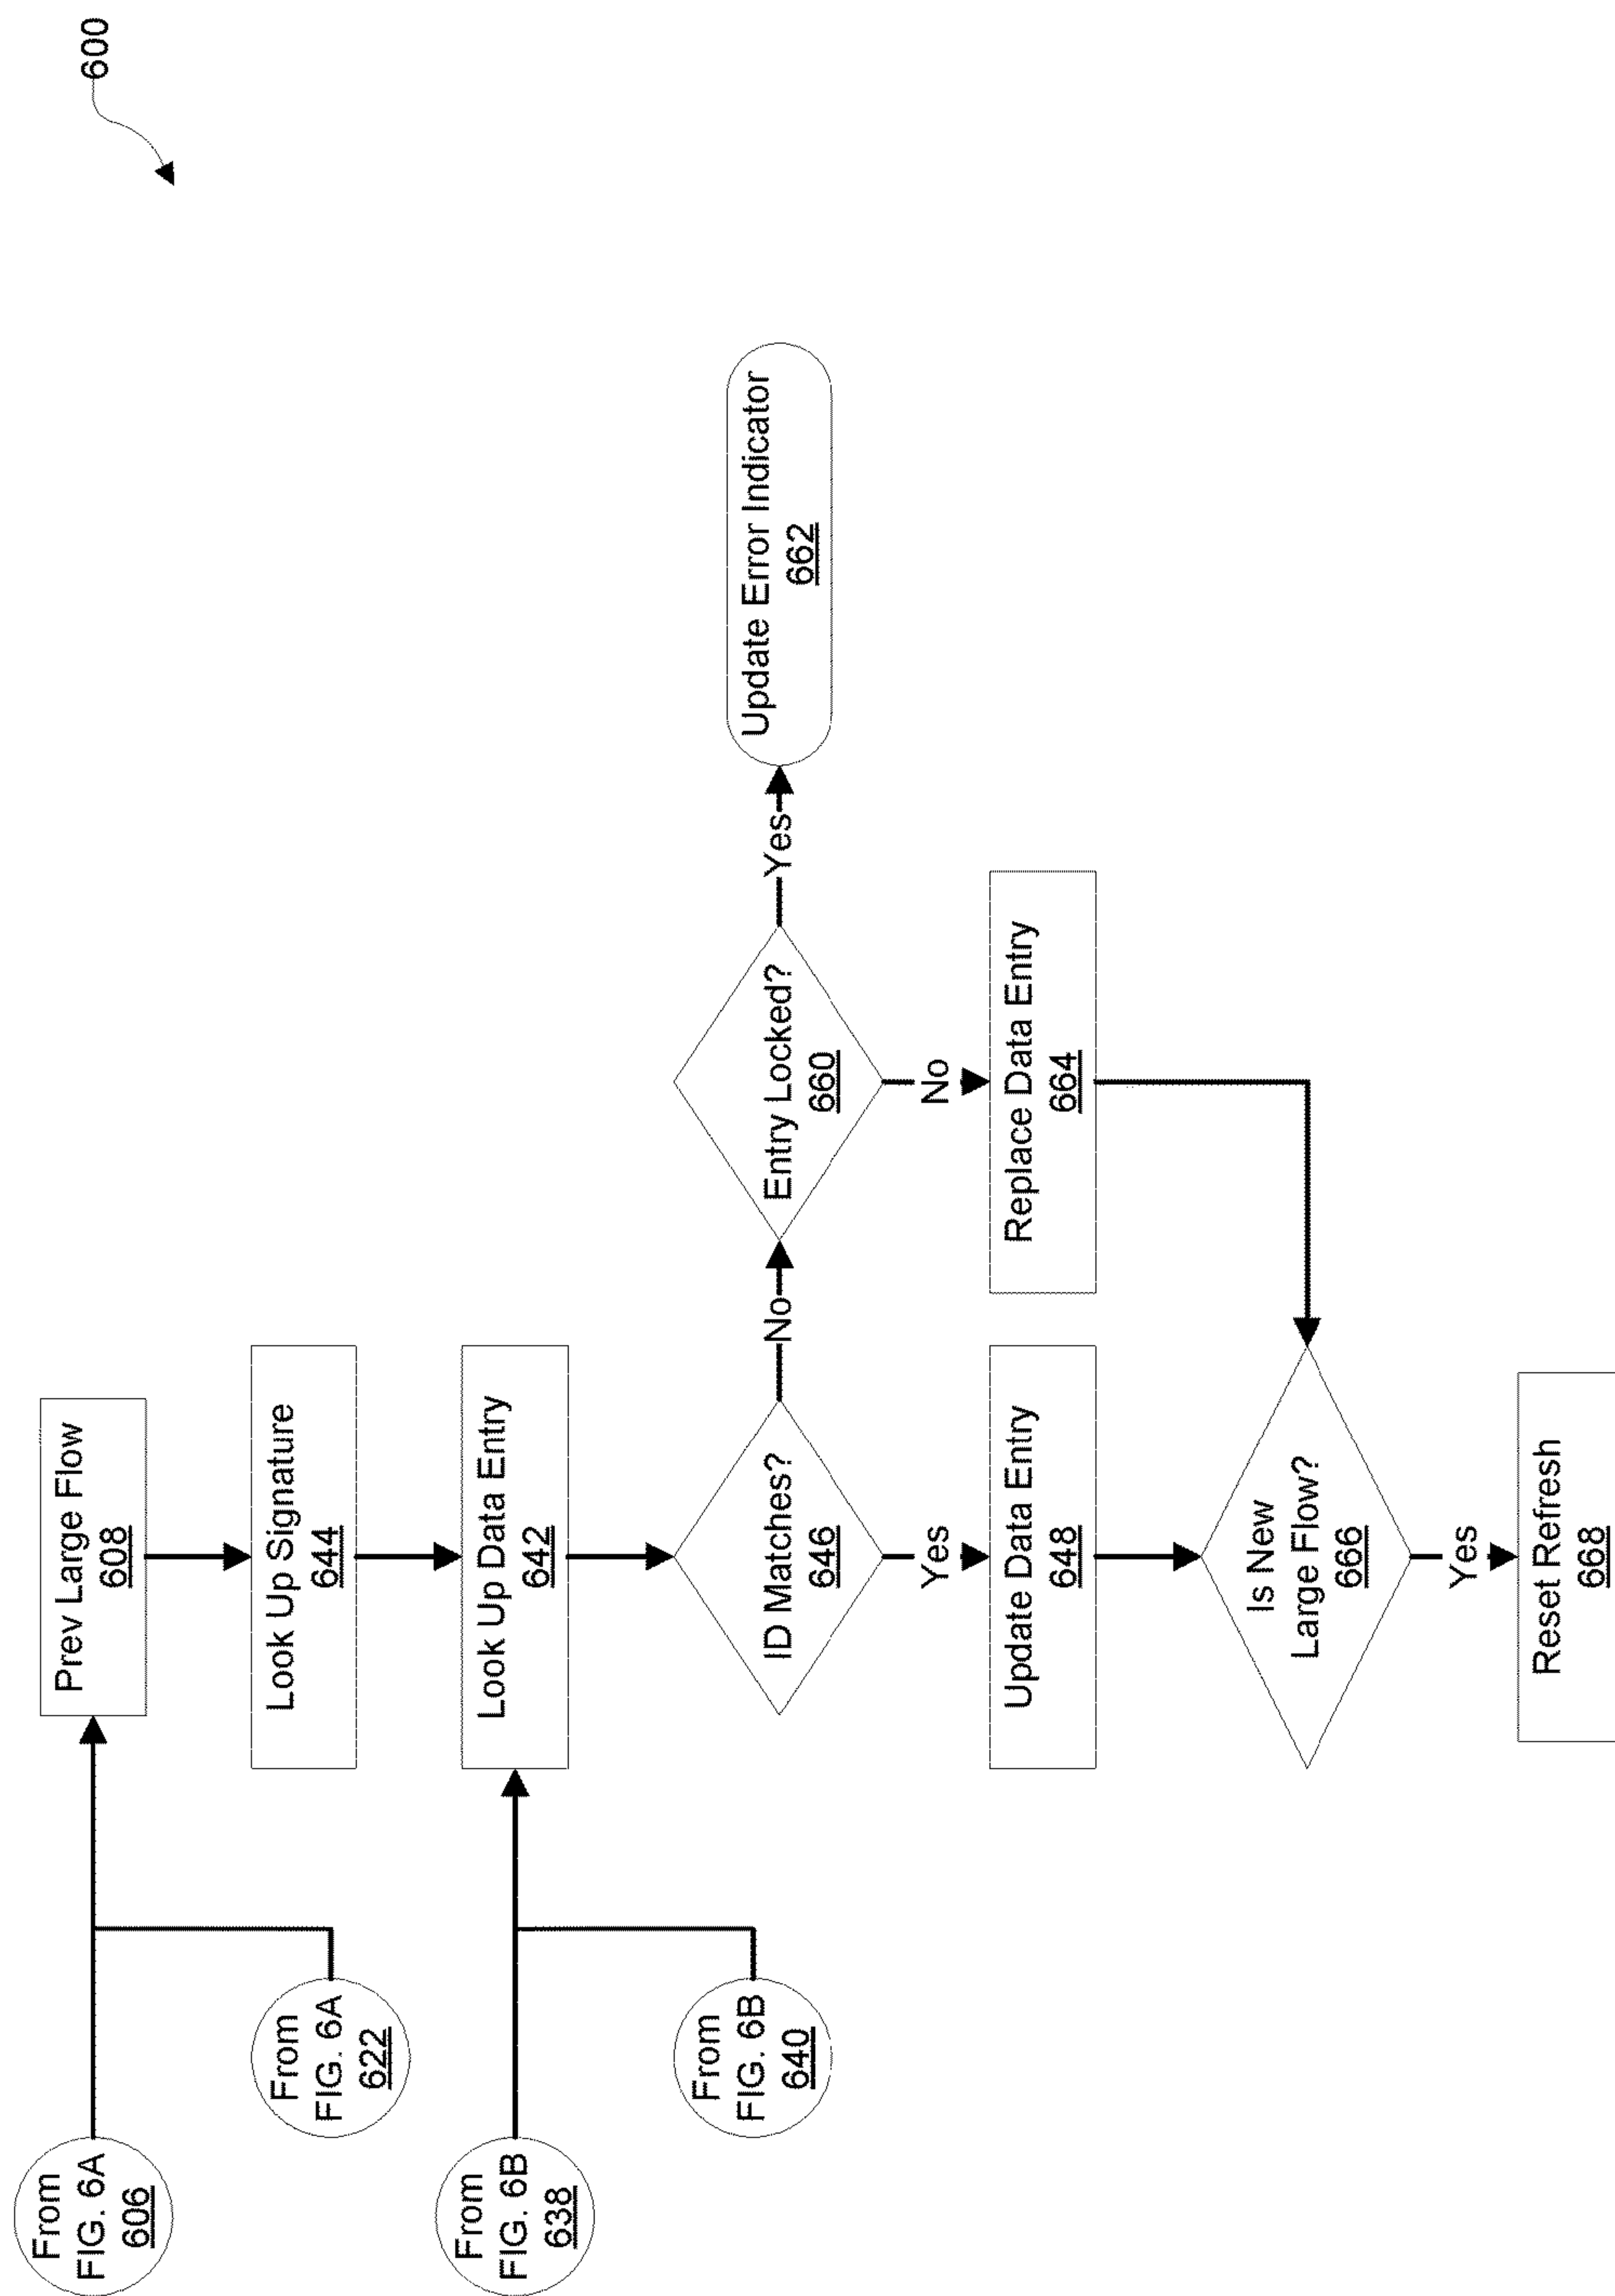 600
From
FIG. 6A
606
Prev Large Flow
608
From
FIG. 6A
622
Look Up Signature
644
From
FIG. 6B
638
Look Up Data Entry
642
From
FIG. 6B
640
ID Matches?
646
No
Entry Locked?
660
Yes
Update Error Indicator
662
Yes
No
Update Data Entry
648
Replace Data Entry
664
Is New
Large Flow?
666
Yes
Reset Refresh
668